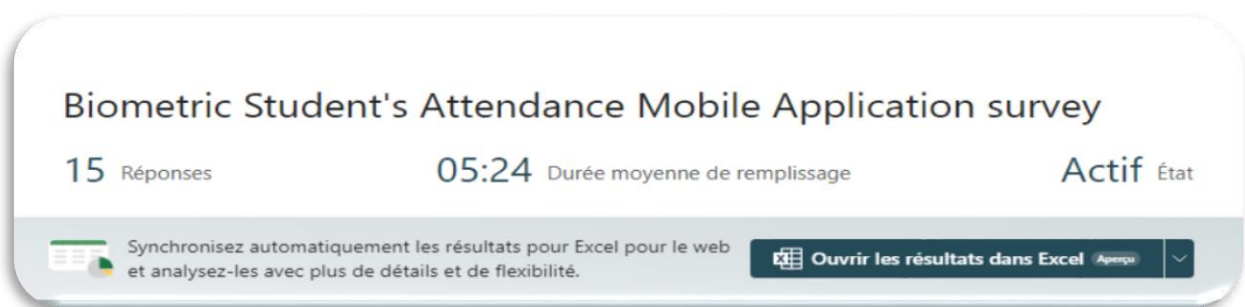 Biometric Student's Attendance Mobile Application survey
15 Réponses 05:24 Durée moyenne de remplissage Actif État
Synchronisez automatiquement les résultats pour Excel pour le web
et analysez-les avec plus de détails et de flexibilité.
Ouvrir les résultats dans Excel Aperçu